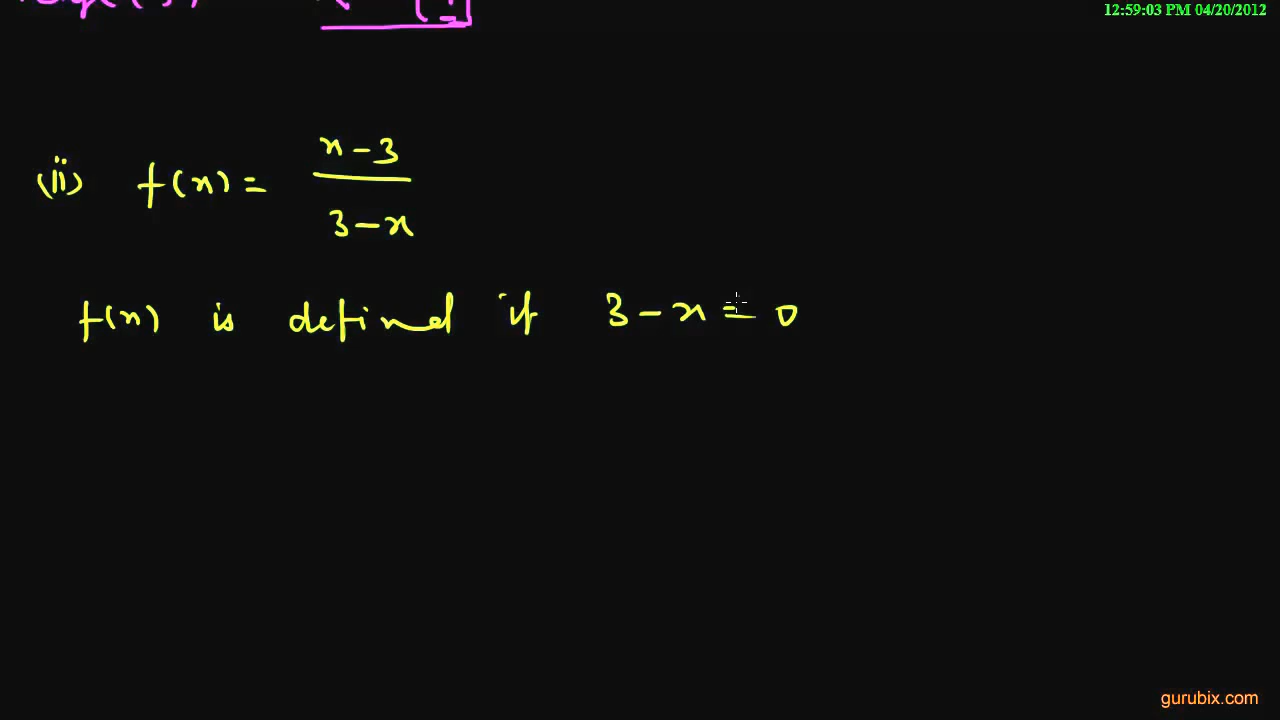 12:59:03 PM 04/20/2012
(ii) f(x) = x - 3
3 - x
f(x) is defined if 3 - x = 0
gurubix.com